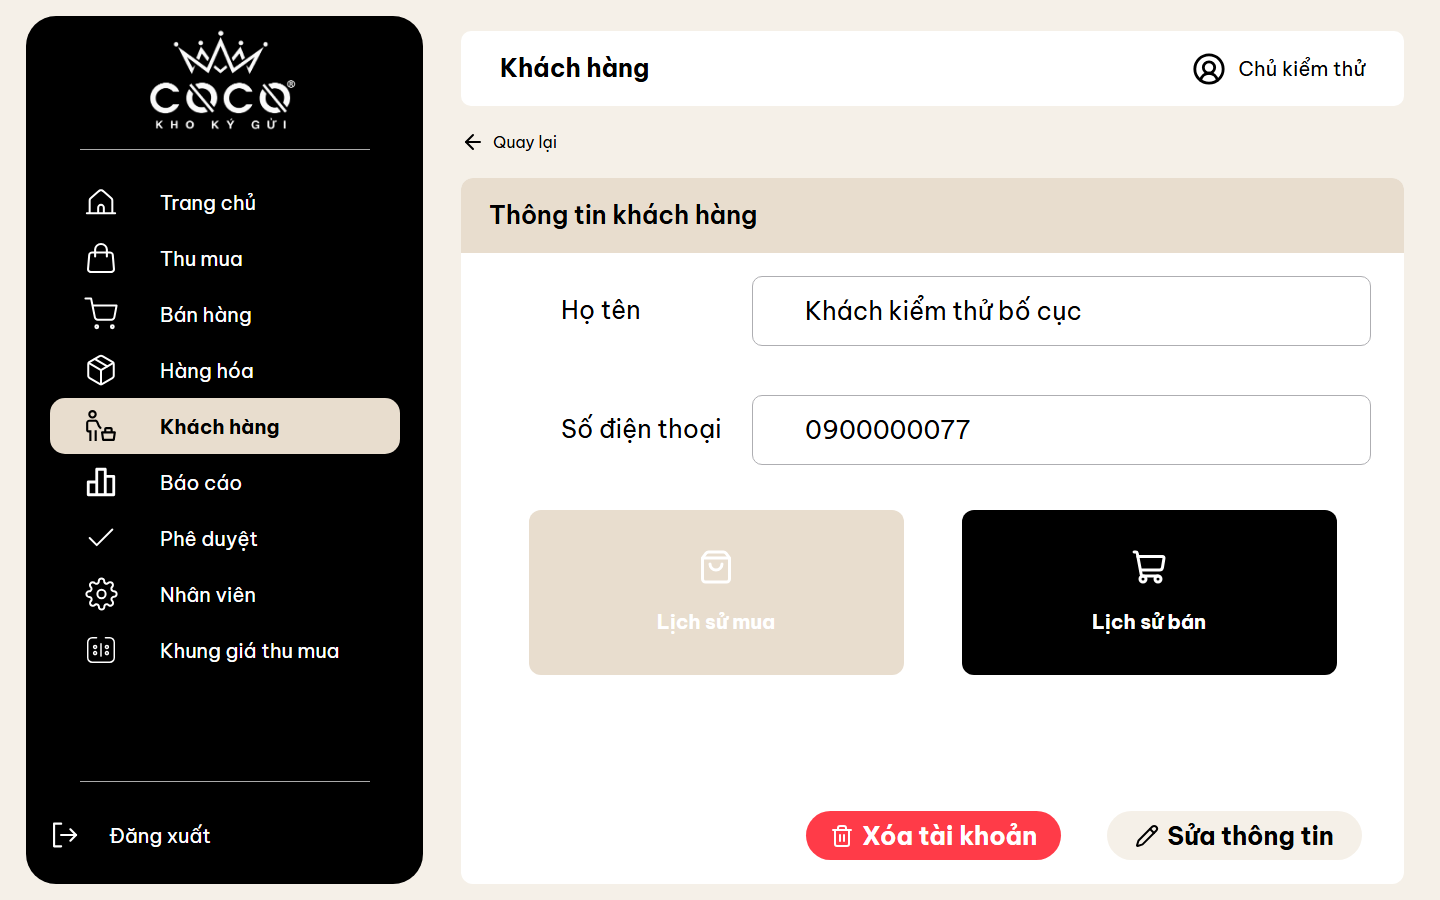 COCO®
KHO KÝ GỬI
Trang chủ
Thu mua
Bán hàng
Hàng hóa
Khách hàng
Báo cáo
Phê duyệt
Nhân viên
Khung giá thu mua
Đăng xuất
Khách hàng
Chủ kiểm thử
Quay lại
Thông tin khách hàng
Họ tên
Khách kiểm thử bố cục
Số điện thoại
0900000077
Lịch sử mua
Lịch sử bán
Xóa tài khoản
Sửa thông tin